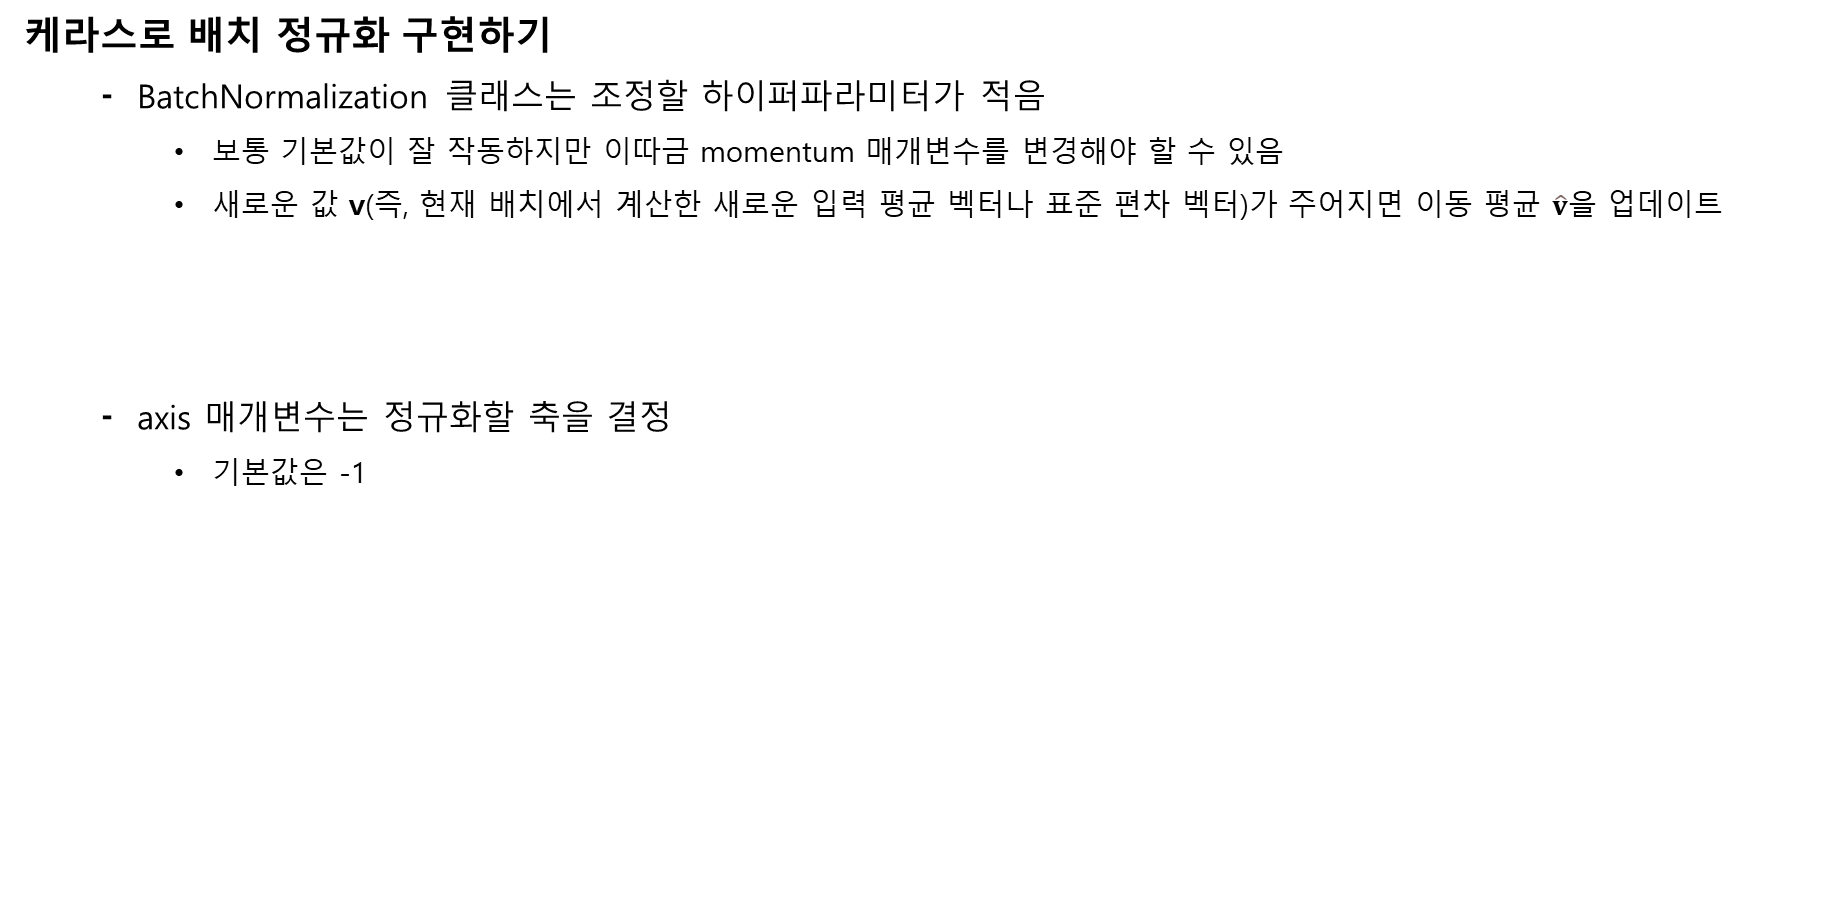 케라스로 배치 정규화 구현하기
- BatchNormalization 클래스는 조정할 하이퍼파라미터가 적음
• 보통 기본값이 잘 작동하지만 이따금 momentum 매개변수를 변경해야 할 수 있음
• 새로운 값 v(즉, 현재 배치에서 계산한 새로운 입력 평균 벡터나 표준 편차 벡터)가 주어지면 이동 평균 v̂을 업데이트
- axis 매개변수는 정규화할 축을 결정
• 기본값은 -1